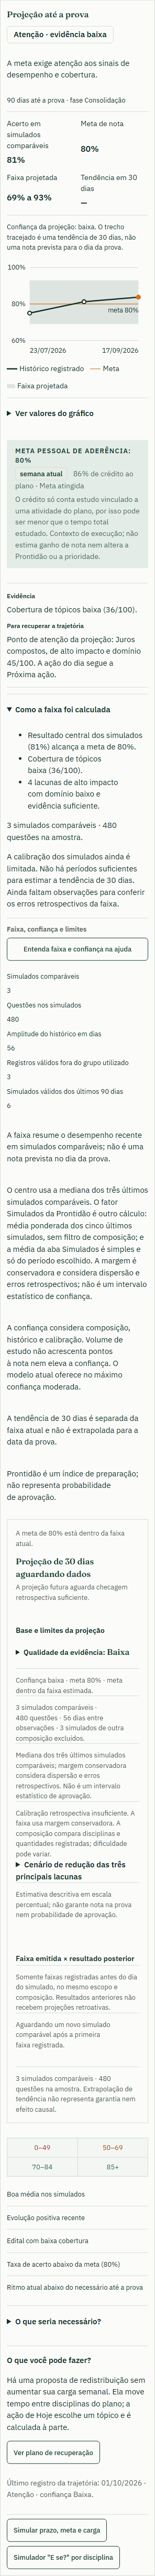 Projeção até a prova
Atenção · evidência baixa
A meta exige atenção aos sinais de
desempenho e cobertura.
90 dias até a prova · fase Consolidação
Acerto em
simulados
comparáveis
81%
Meta de nota
80%
Faixa projetada
69% a 93%
Tendência em 30
dias
—
Confiança da projeção: baixa. O trecho
tracejado é uma tendência de 30 dias, não
uma nota prevista para o dia da prova.
100%
80%
60%
meta 80%
23/07/2026
17/09/2026
Histórico registrado
Meta
Faixa projetada
Ver valores do gráfico
META PESSOAL DE ADERÊNCIA:
80%
semana atual 86% de crédito ao
plano · Meta atingida
O crédito só conta estudo vinculado a
uma atividade do plano, por isso pode
ser menor que o tempo total
estudado. Contexto de execução; não
estima ganho de nota nem altera a
Prontidão ou a prioridade.
Evidência
Cobertura de tópicos baixa (36/100).
Para recuperar a trajetória
Ponto de atenção da projeção: Juros
compostos, de alto impacto e domínio
45/100. A ação do dia segue a
Próxima ação.
Como a faixa foi calculada
Resultado central dos simulados
(81%) alcança a meta de 80%.
Cobertura de tópicos
baixa (36/100).
4 lacunas de alto impacto
com domínio baixo e
evidência suficiente.
3 simulados comparáveis · 480
questões na amostra.
A calibração dos simulados ainda é
limitada. Não há períodos suficientes
para estimar a tendência de 30 dias.
Ainda faltam observações para conferir
os erros retrospectivos da faixa.
Faixa, confiança e limites
Entenda faixa e confiança na ajuda
Simulados comparáveis
3
Questões nos simulados
480
Amplitude do histórico em dias
56
Registros válidos fora do grupo utilizado
3
Simulados válidos dos últimos 90 dias
6
A faixa resume o desempenho recente
em simulados comparáveis; não é uma
nota prevista no dia da prova.
O centro usa a mediana dos três últimos
simulados comparáveis. O fator
Simulados da Prontidão é outro cálculo:
média ponderada dos cinco últimos
simulados, sem filtro de composição; e
a média da aba Simulados é simples e
só do período escolhido. A margem é
conservadora e considera dispersão e
erros retrospectivos; não é um intervalo
estatístico de confiança.
A confiança considera composição,
histórico e calibração. Volume de
estudo não acrescenta pontos
à nota nem eleva a confiança. O
modelo atual oferece no máximo
confiança moderada.
A tendência de 30 dias é separada da
faixa atual e não é extrapolada para a
data da prova.
Prontidão é um índice de preparação;
não representa probabilidade
de aprovação.
A meta de 80% está dentro da faixa
atual.
Projeção de 30 dias
aguardando dados
A projeção futura aguarda checagem
retrospectiva suficiente.
Base e limites da projeção
Qualidade da evidência: Baixa
Confiança baixa · meta 80% · meta
dentro da faixa estimada.
3 simulados comparáveis ·
480 questões · 56 dias entre
observações · 3 simulados de outra
composição excluídos.
Mediana dos três últimos simulados
comparáveis; margem conservadora
considera dispersão e erros
retrospectivos. Não é um intervalo
estatístico de aprovação.
Calibração retrospectiva insuficiente. A
faixa usa margem conservadora. A
composição compara disciplinas e
quantidades registradas; dificuldade
pode variar.
Cenário de redução das três
principais lacunas
Estimativa descritiva em escala
percentual; não garante nota na prova
nem probabilidade de aprovação.
Faixa emitida × resultado posterior
Somente faixas registradas antes do dia
do simulado, no mesmo escopo e
composição. Resultados anteriores não
recebem projeções retroativas.
Aguardando um novo simulado
comparável após a primeira
faixa registrada.
3 simulados comparáveis · 480
questões na amostra. Extrapolação de
tendência não representa garantia nem
efeito causal.
0–49
50–69
70–84
85+
Boa média nos simulados
Evolução positiva recente
Edital com baixa cobertura
Taxa de acerto abaixo da meta (80%)
Ritmo atual abaixo do necessário até a prova
O que seria necessário?
O que você pode fazer?
Há uma proposta de redistribuição sem
aumentar sua carga semanal. Ela move
tempo entre disciplinas do plano; a
ação de Hoje escolhe um tópico e é
calculada à parte.
Ver plano de recuperação
Último registro da trajetória: 01/10/2026 ·
Atenção · confiança Baixa.
Simular prazo, meta e carga
Simulador "E se?" por disciplina